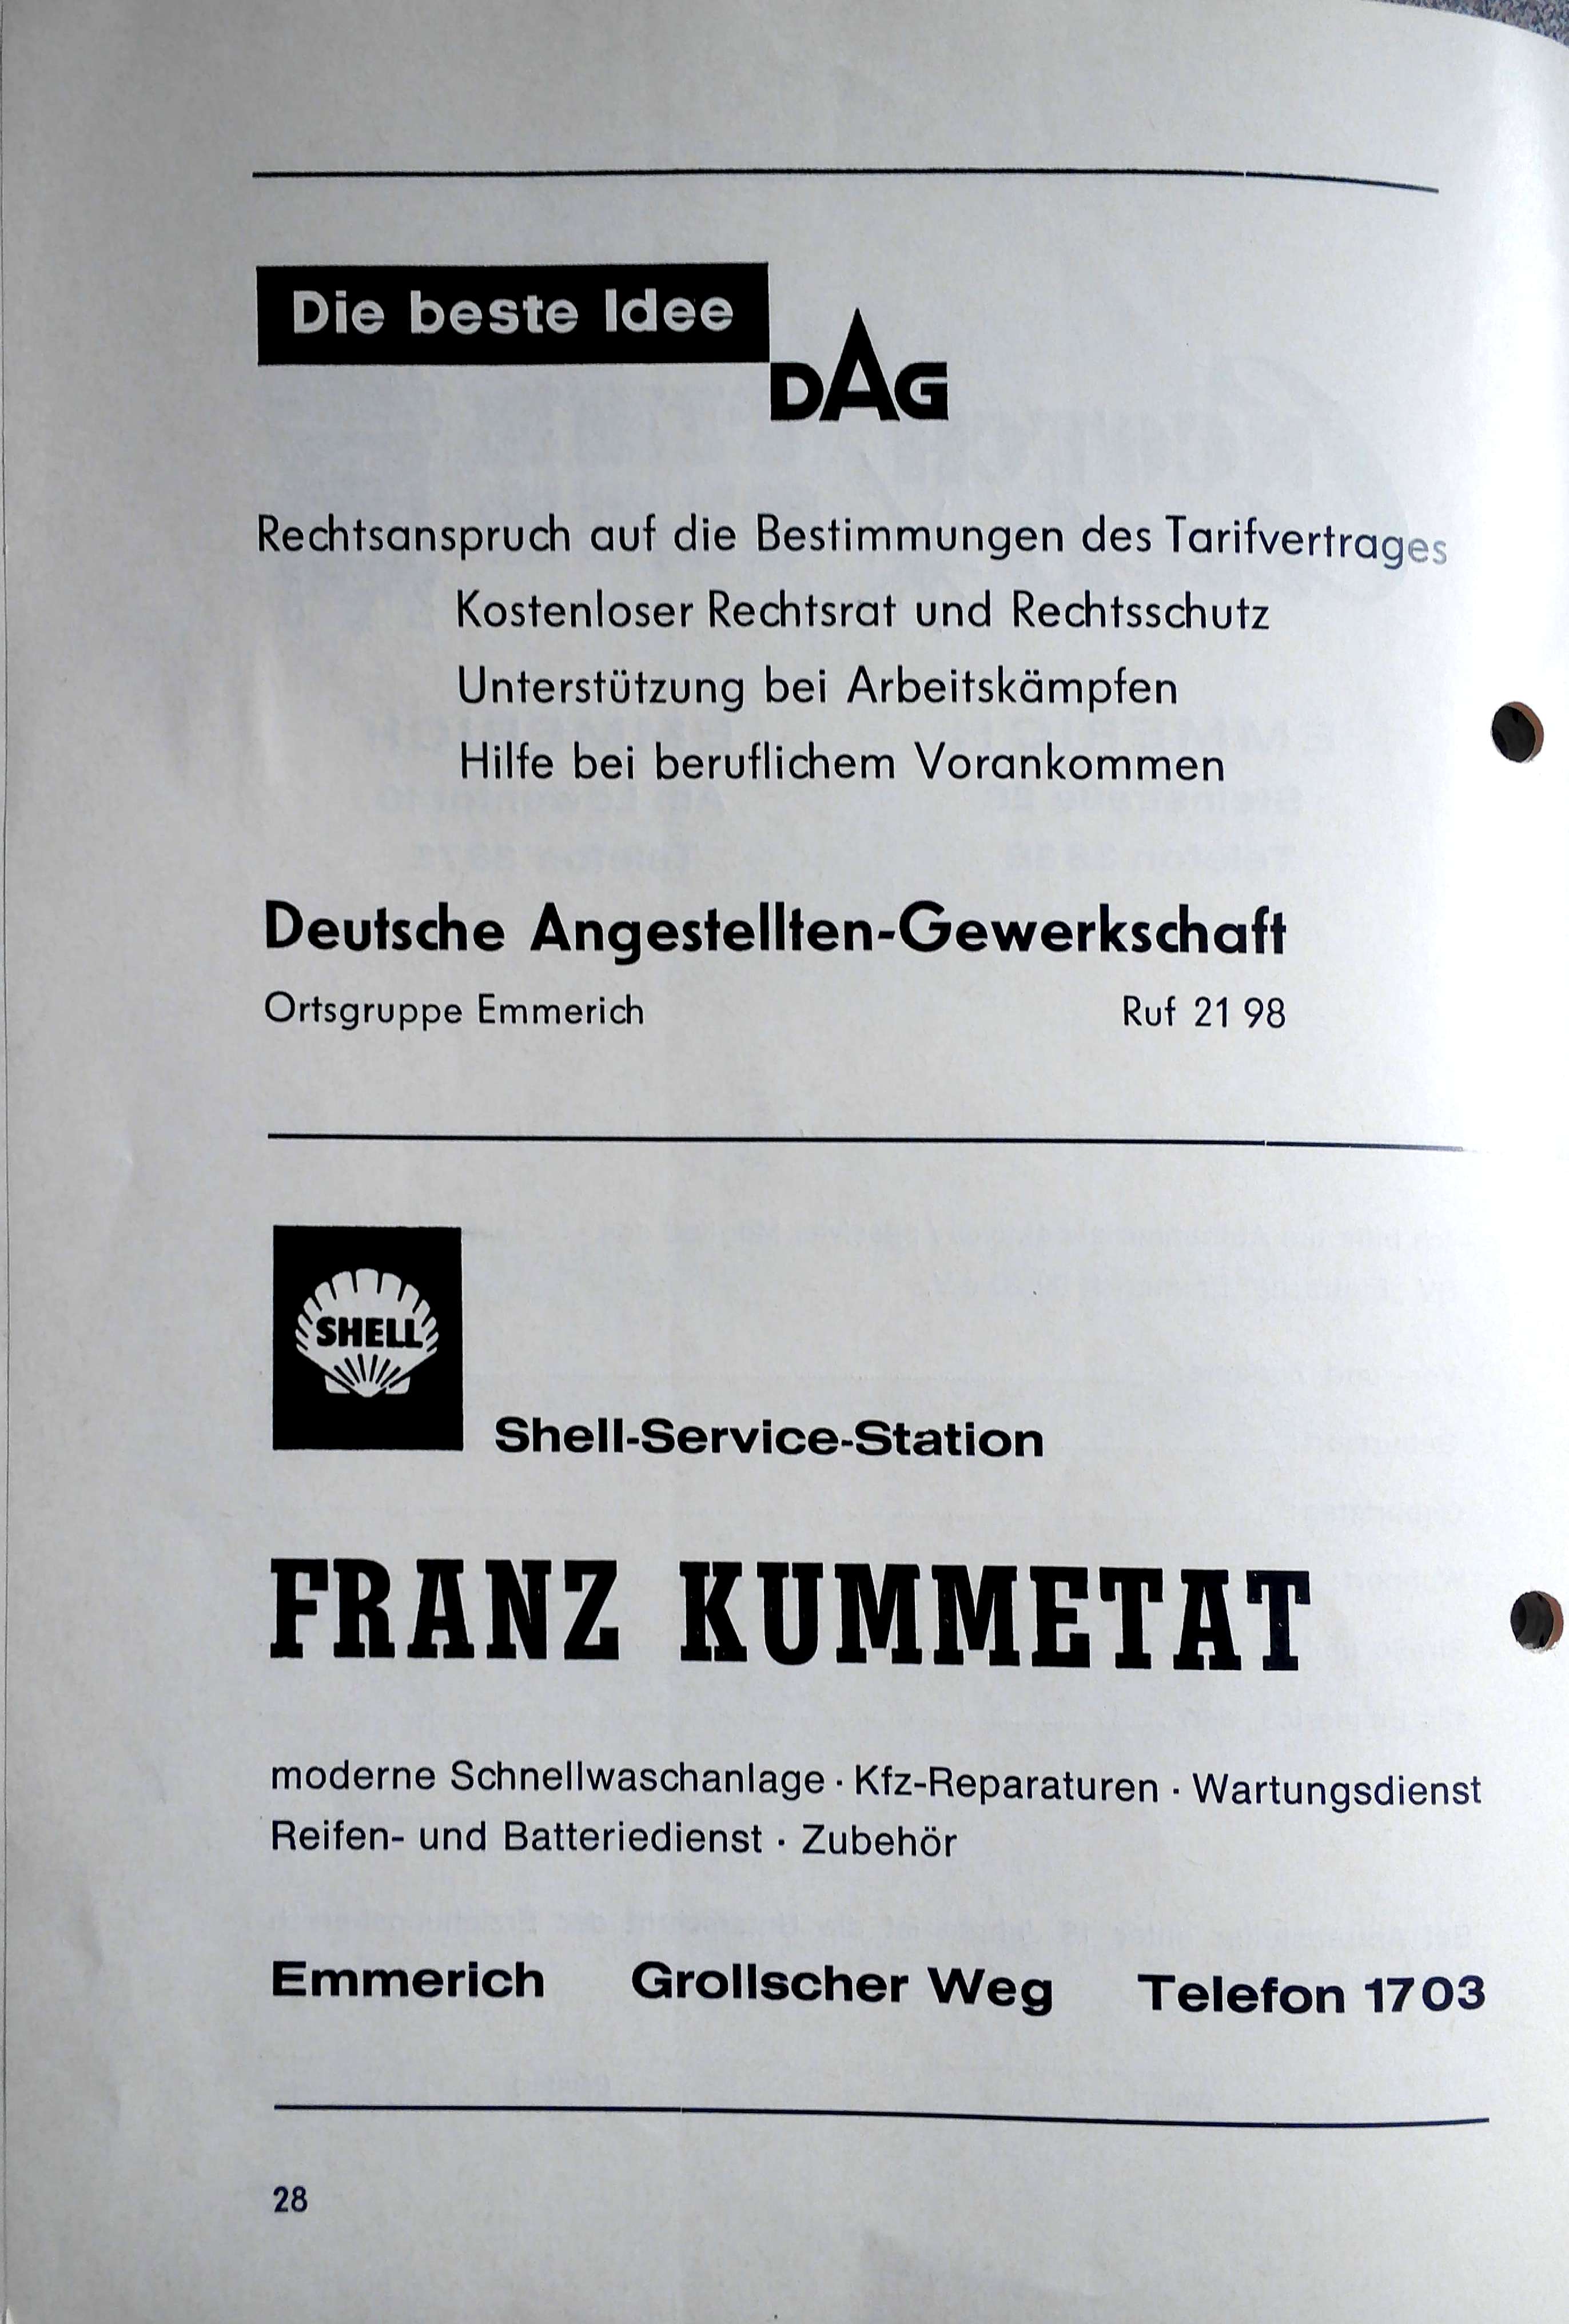 Die beste Idee
DAG
Rechtsanspruch auf die Bestimmungen des Tarifvertrages
Kostenloser Rechtsrat und Rechtsschutz
Unterstützung bei Arbeitskämpfen
Hilfe bei beruflichem Vorankommen
Deutsche Angestellten-Gewerkschaft
Ortsgruppe Emmerich Ruf 21 98
SHELL
Shell-Service-Station
FRANZ KUMMETAT
moderne Schnellwaschanlage · Kfz-Reparaturen · Wartungsdienst
Reifen- und Batteriedienst · Zubehör
Emmerich Grollscher Weg Telefon 1703
28